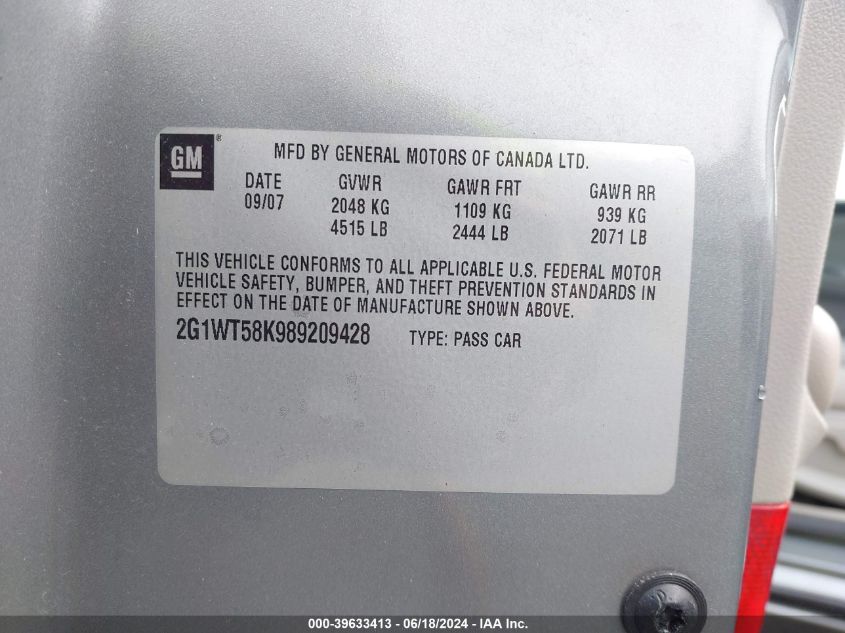 GM ®
MFD BY GENERAL MOTORS OF CANADA LTD.
DATE GVWR GAWR FRT GAWR RR
09/07 2048 KG 1109 KG 939 KG
4515 LB 2444 LB 2071 LB
THIS VEHICLE CONFORMS TO ALL APPLICABLE U.S. FEDERAL MOTOR
VEHICLE SAFETY, BUMPER, AND THEFT PREVENTION STANDARDS IN
EFFECT ON THE DATE OF MANUFACTURE SHOWN ABOVE.
2G1WT58K989209428 TYPE: PASS CAR
000-39633413 - 06/18/2024 - IAA Inc.